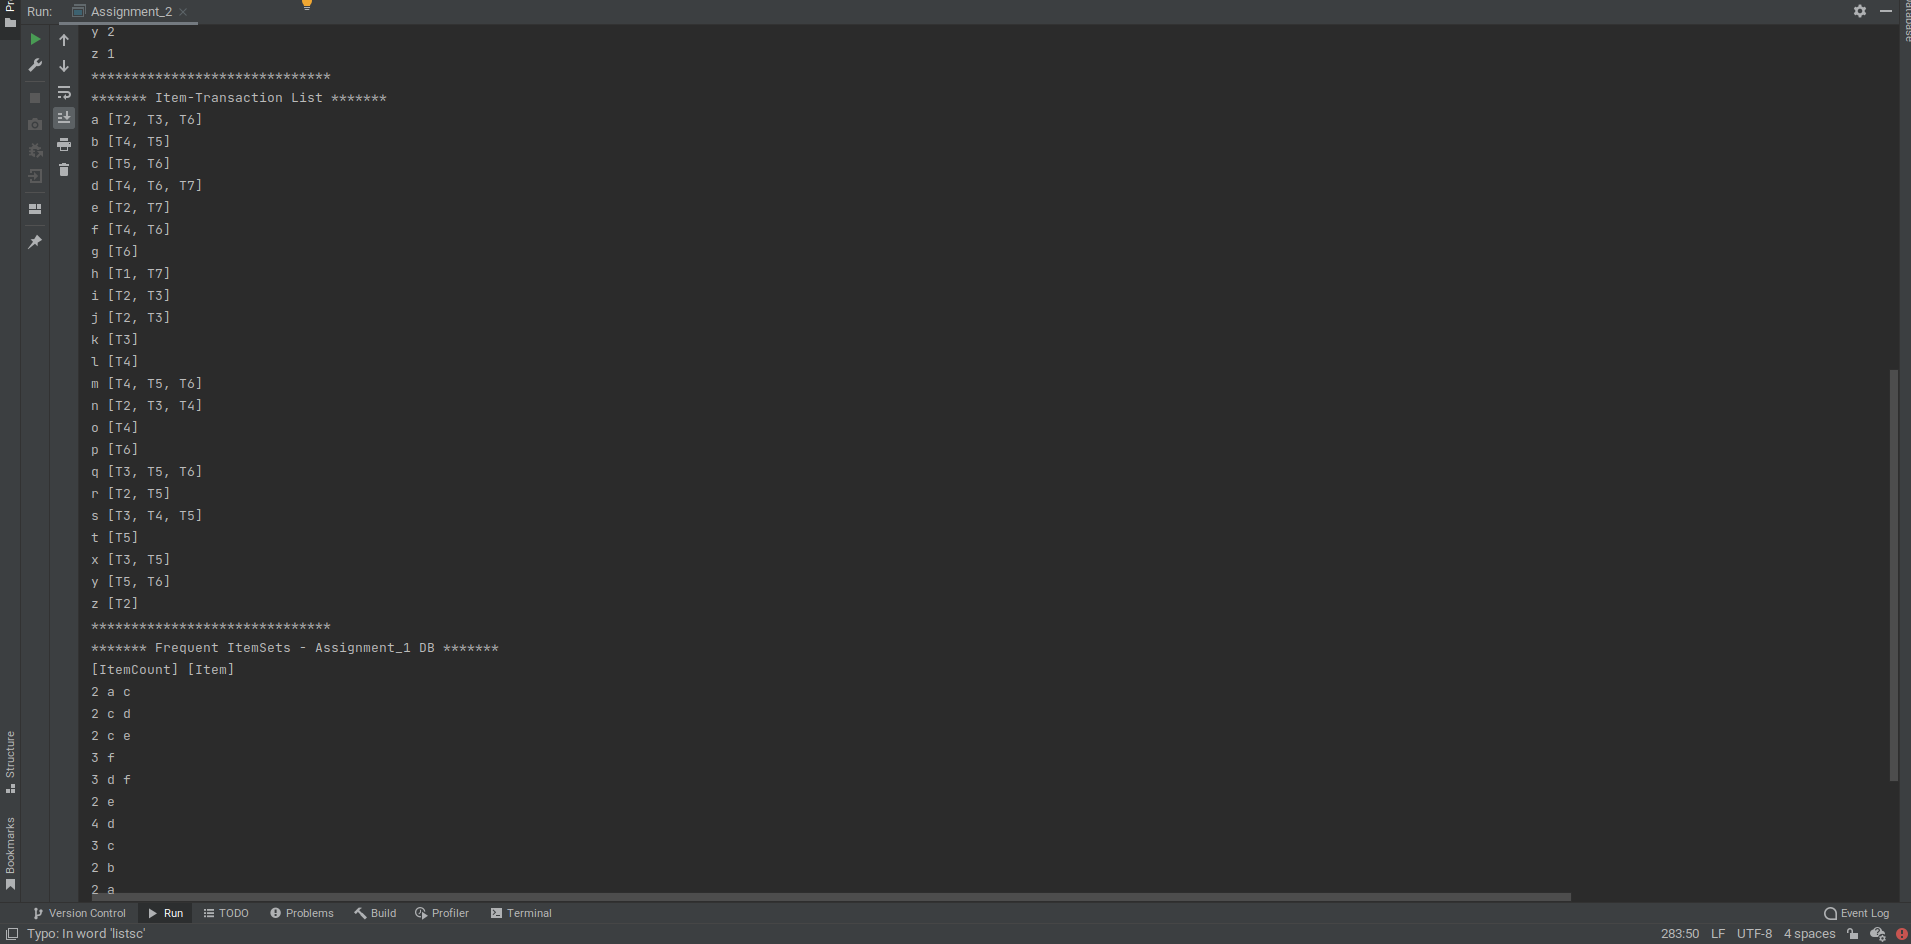 Run:
Assignment_2
y 2
z 1
******************************
******* Item-Transaction List *******
a [T2, T3, T6]
b [T4, T5]
c [T5, T6]
d [T4, T6, T7]
e [T2, T7]
f [T4, T6]
g [T6]
h [T1, T7]
i [T2, T3]
j [T2, T3]
k [T3]
l [T4]
m [T4, T5, T6]
n [T2, T3, T4]
o [T4]
p [T6]
q [T3, T5, T6]
r [T2, T5]
s [T3, T4, T5]
t [T5]
x [T3, T5]
y [T5, T6]
z [T2]
******************************
******* Frequent ItemSets - Assignment_1 DB *******
[ItemCount] [Item]
2 a c
2 c d
2 c e
3 f
3 d f
2 e
4 d
3 c
2 b
2 a
Structure
Bookmarks
Version Control
Run
TODO
Problems
Build
Profiler
Terminal
Event Log
Typo: In word 'listsc'
283:50
LF
UTF-8
4 spaces